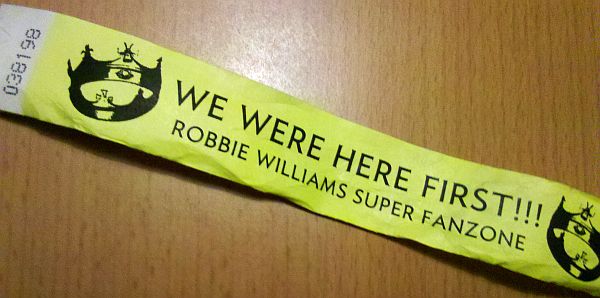 038198
WE WERE HERE FIRST!!!
ROBBIE WILLIAMS SUPER FANZONE